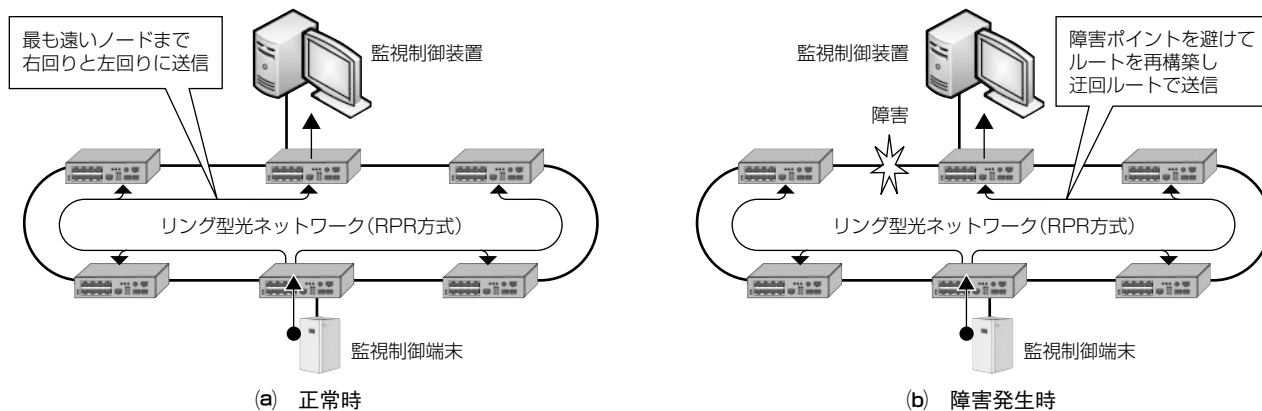 最も遠いノードまで
右回りと左回りに送信
監視制御装置
リング型光ネットワーク(RPR方式)
監視制御端末
(a) 正常時
監視制御装置
障害ポイントを避けて
ルートを再構築し
迂回ルートで送信
障害
リング型光ネットワーク(RPR方式)
監視制御端末
(b) 障害発生時